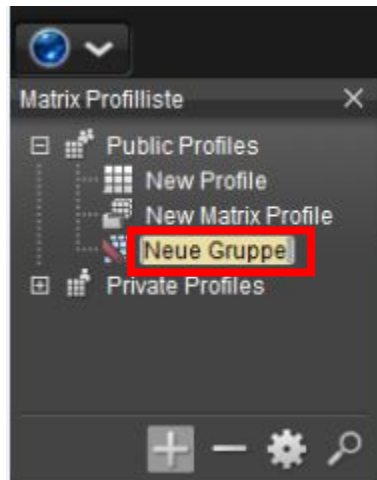 Matrix Profilliste
Public Profiles
New Profile
New Matrix Profile
Neue Gruppe
Private Profiles